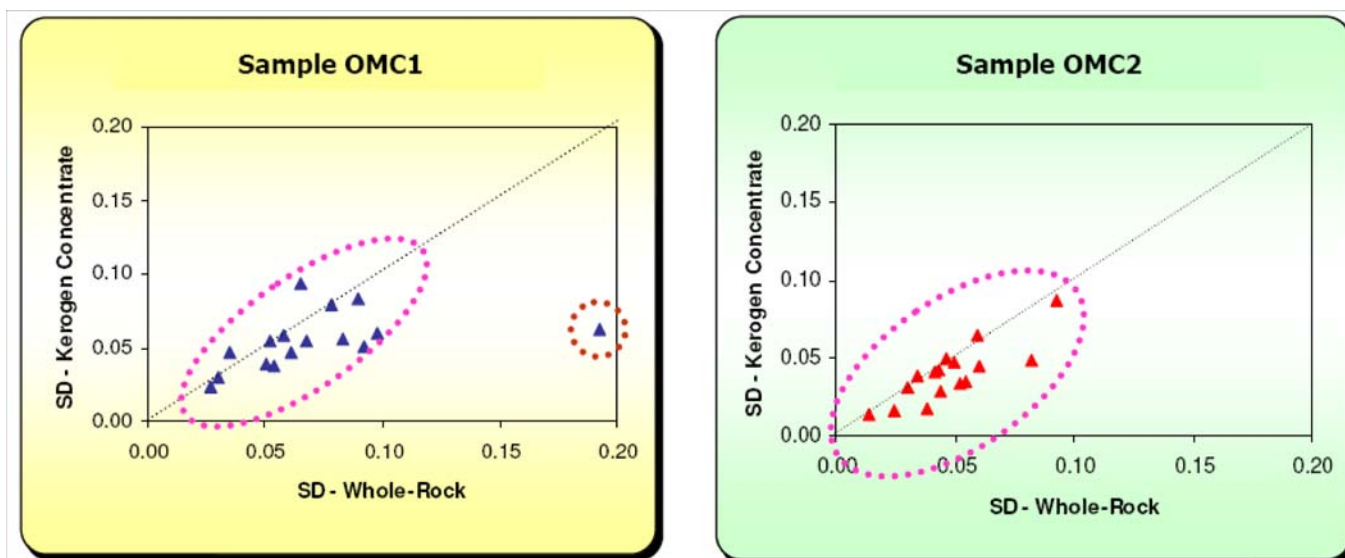 Sample OMC1
0.20
0.15
0.10
0.05
0.00
SD - Kerogen Concentrate
0.00 0.05 0.10 0.15 0.20
SD - Whole-Rock
Sample OMC2
0.20
0.15
0.10
0.05
0.00
SD - Kerogen Concentrate
0.00 0.05 0.10 0.15 0.20
SD - Whole-Rock